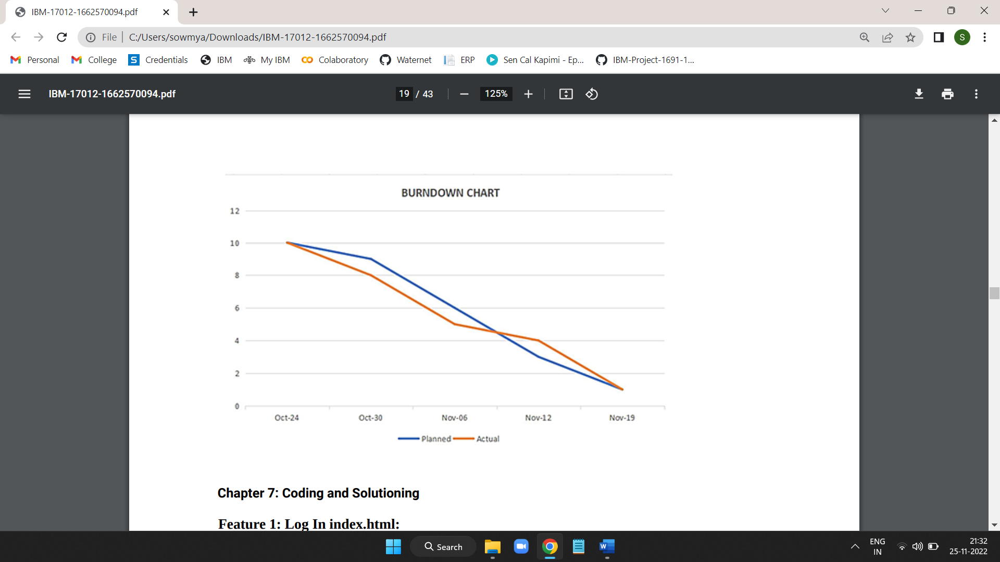 IBM-17012-1662570094.pdf
File
C:/Users/sowmya/Downloads/IBM-17012-1662570094.pdf
S
Personal
College
S Credentials
IBM
My IBM
Colaboratory
Waternet
ERP
Sen Cal Kapimi - Ep...
IBM-Project-1691-1...
IBM-17012-1662570094.pdf
19 / 43
125%
BURNDOWN CHART
12
10
8
6
4
2
0
Oct-24 Oct-30 Nov-06 Nov-12 Nov-19
Planned Actual
Chapter 7: Coding and Solutioning
Feature 1: Log In index.html:
Search
W
ENG
IN
21:32
25-11-2022